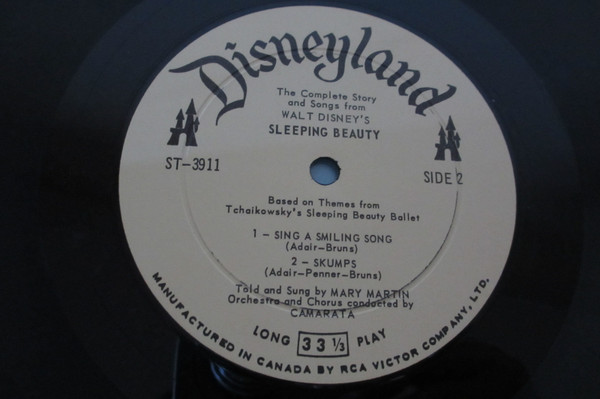 Disneyland
The Complete Story
and Songs from
WALT DISNEY'S
SLEEPING BEAUTY
ST-3911
SIDE 2
Based on Themes from
Tchaikowsky's Sleeping Beauty Ballet
1 - SING A SMILING SONG
(Adair-Bruns)
2 - SKUMPS
(Adair-Penner-Bruns)
Told and Sung by MARY MARTIN
Orchestra and Chorus conducted by
CAMARATA
LONG 33 1/3 PLAY
MANUFACTURED IN CANADA BY RCA VICTOR COMPANY, LTD.